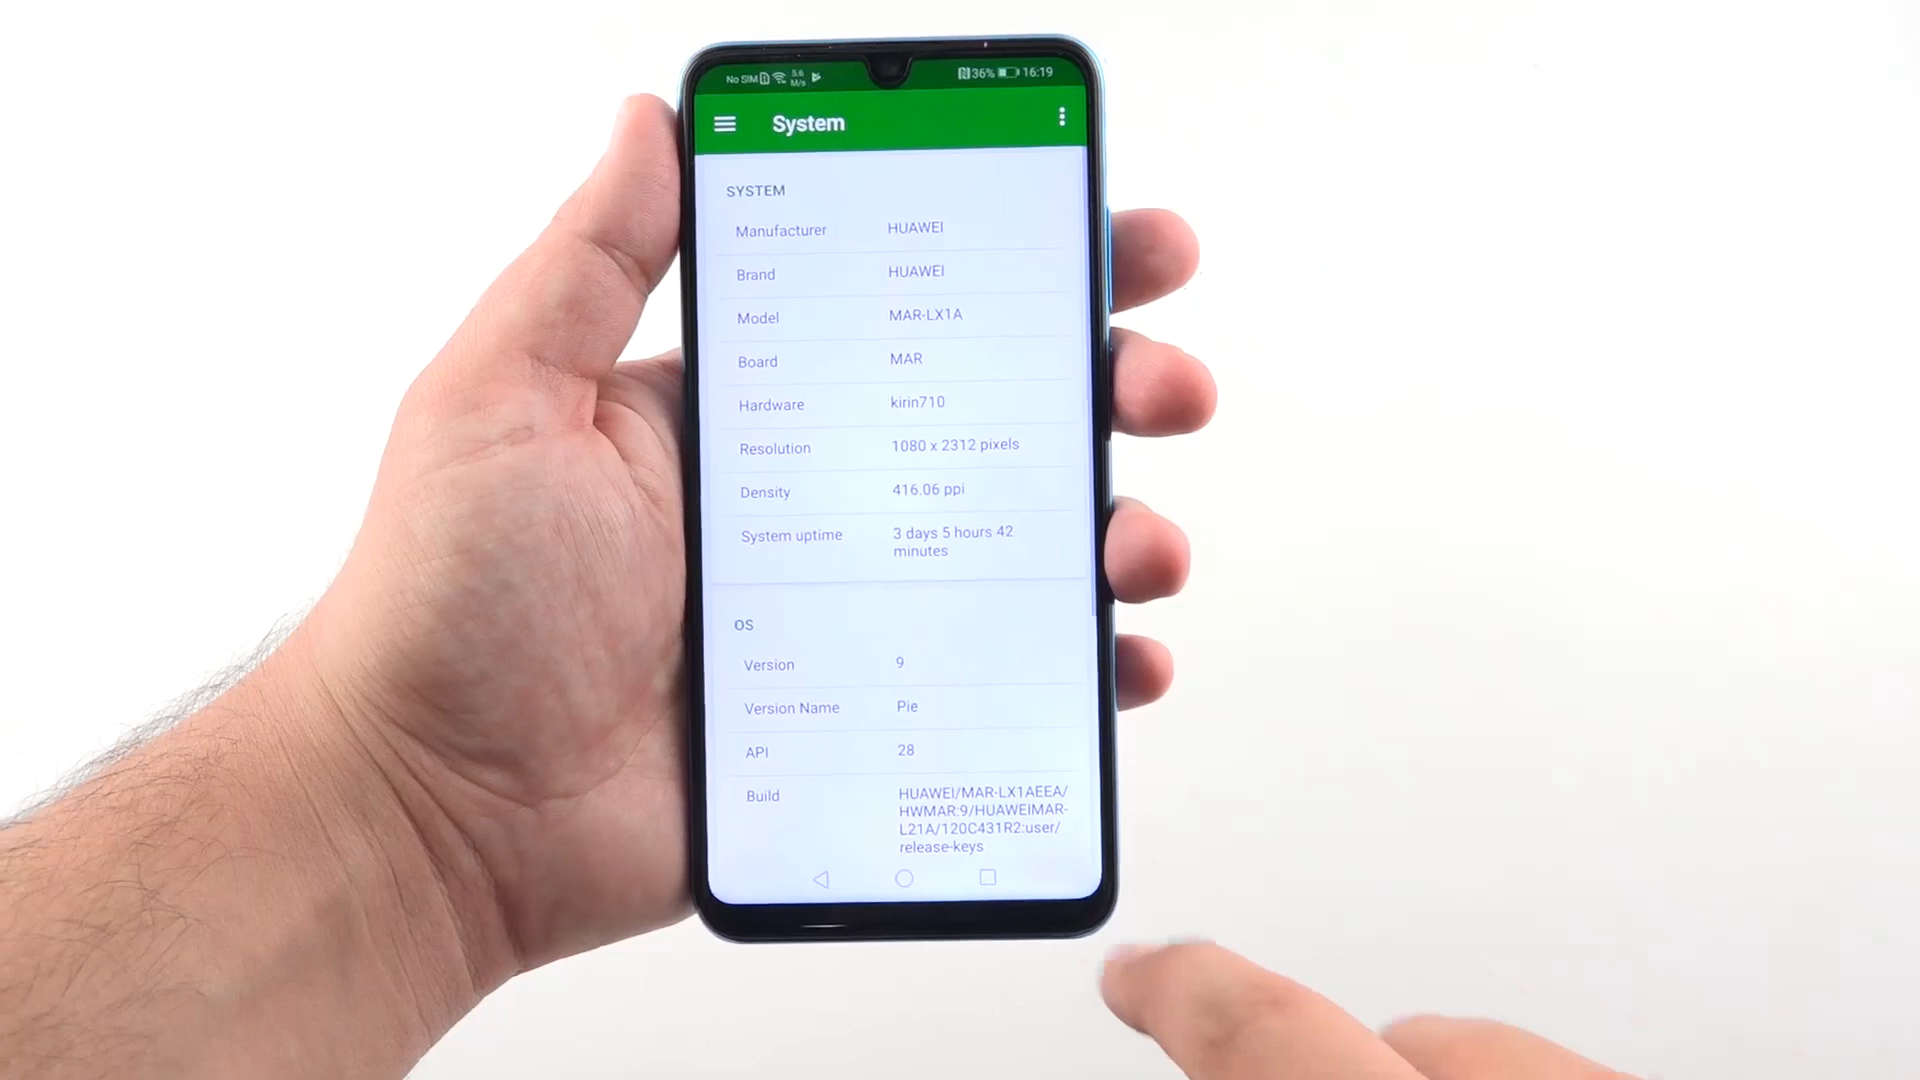 No SIM 5.6 M/s 36% 16:19
System
SYSTEM
Manufacturer HUAWEI
Brand HUAWEI
Model MAR-LX1A
Board MAR
Hardware kirin710
Resolution 1080 x 2312 pixels
Density 416.06 ppi
System uptime 3 days 5 hours 42
minutes
OS
Version 9
Version Name Pie
API 28
Build HUAWEI/MAR-LX1AEEA/
HWMAR:9/HUAWEIMAR-
L21A/120C431R2:user/
release-keys